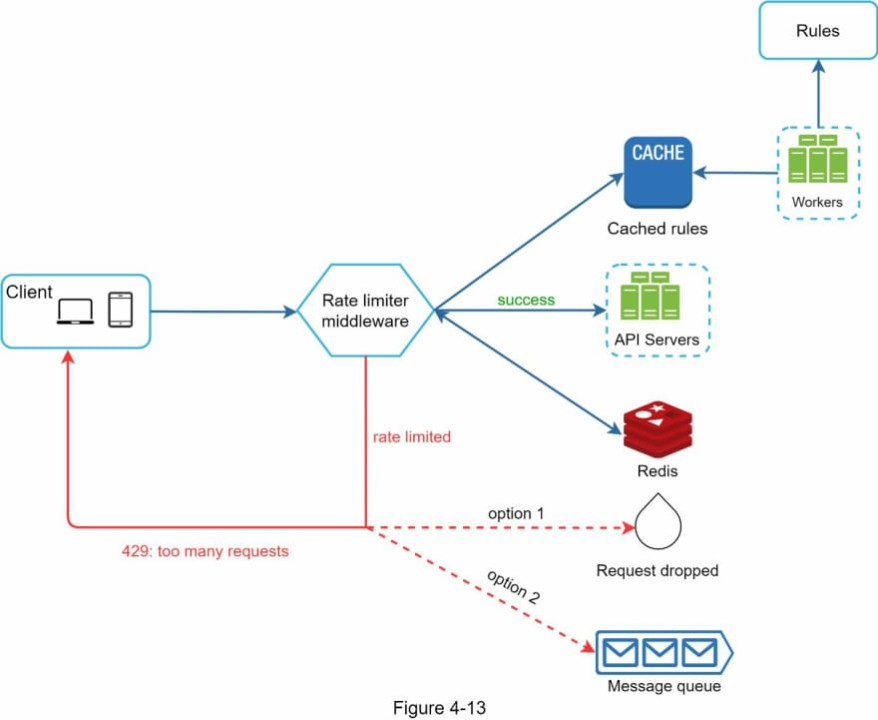 Rules
CACHE
Workers
Cached rules
Client
Rate limiter
middleware
success
API Servers
rate limited
Redis
option 1
429: too many requests
Request dropped
option 2
Message queue
Figure 4-13